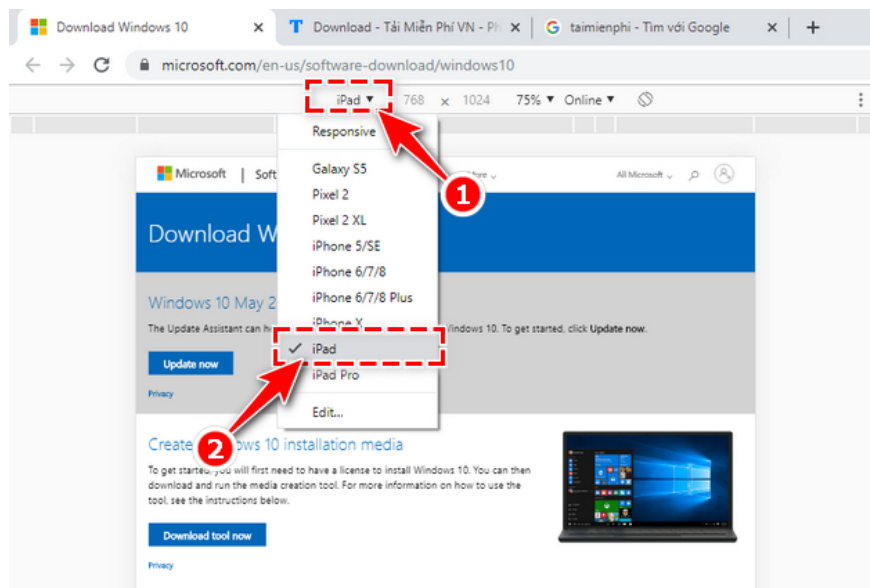 Download Windows 10
Download - Tải Miễn Phí VN - Ph
taimienphi - Tìm với Google
microsoft.com/en-us/software-download/windows10
iPad 768 x 1024 75% Online
Responsive
Galaxy S5
Pixel 2
Pixel 2 XL
iPhone 5/SE
iPhone 6/7/8
iPhone 6/7/8 Plus
iPhone X
iPad
iPad Pro
Edit...
1
2
Microsoft | Soft
All Microsoft
Download W
Windows 10 May 2
The Update Assistant can h
Windows 10. To get started, click Update now.
Update now
Privacy
Create ows 10 installation media
To get started, you will first need to have a license to install Windows 10. You can then
download and run the media creation tool. For more information on how to use the
tool, see the instructions below.
Download tool now
Privacy